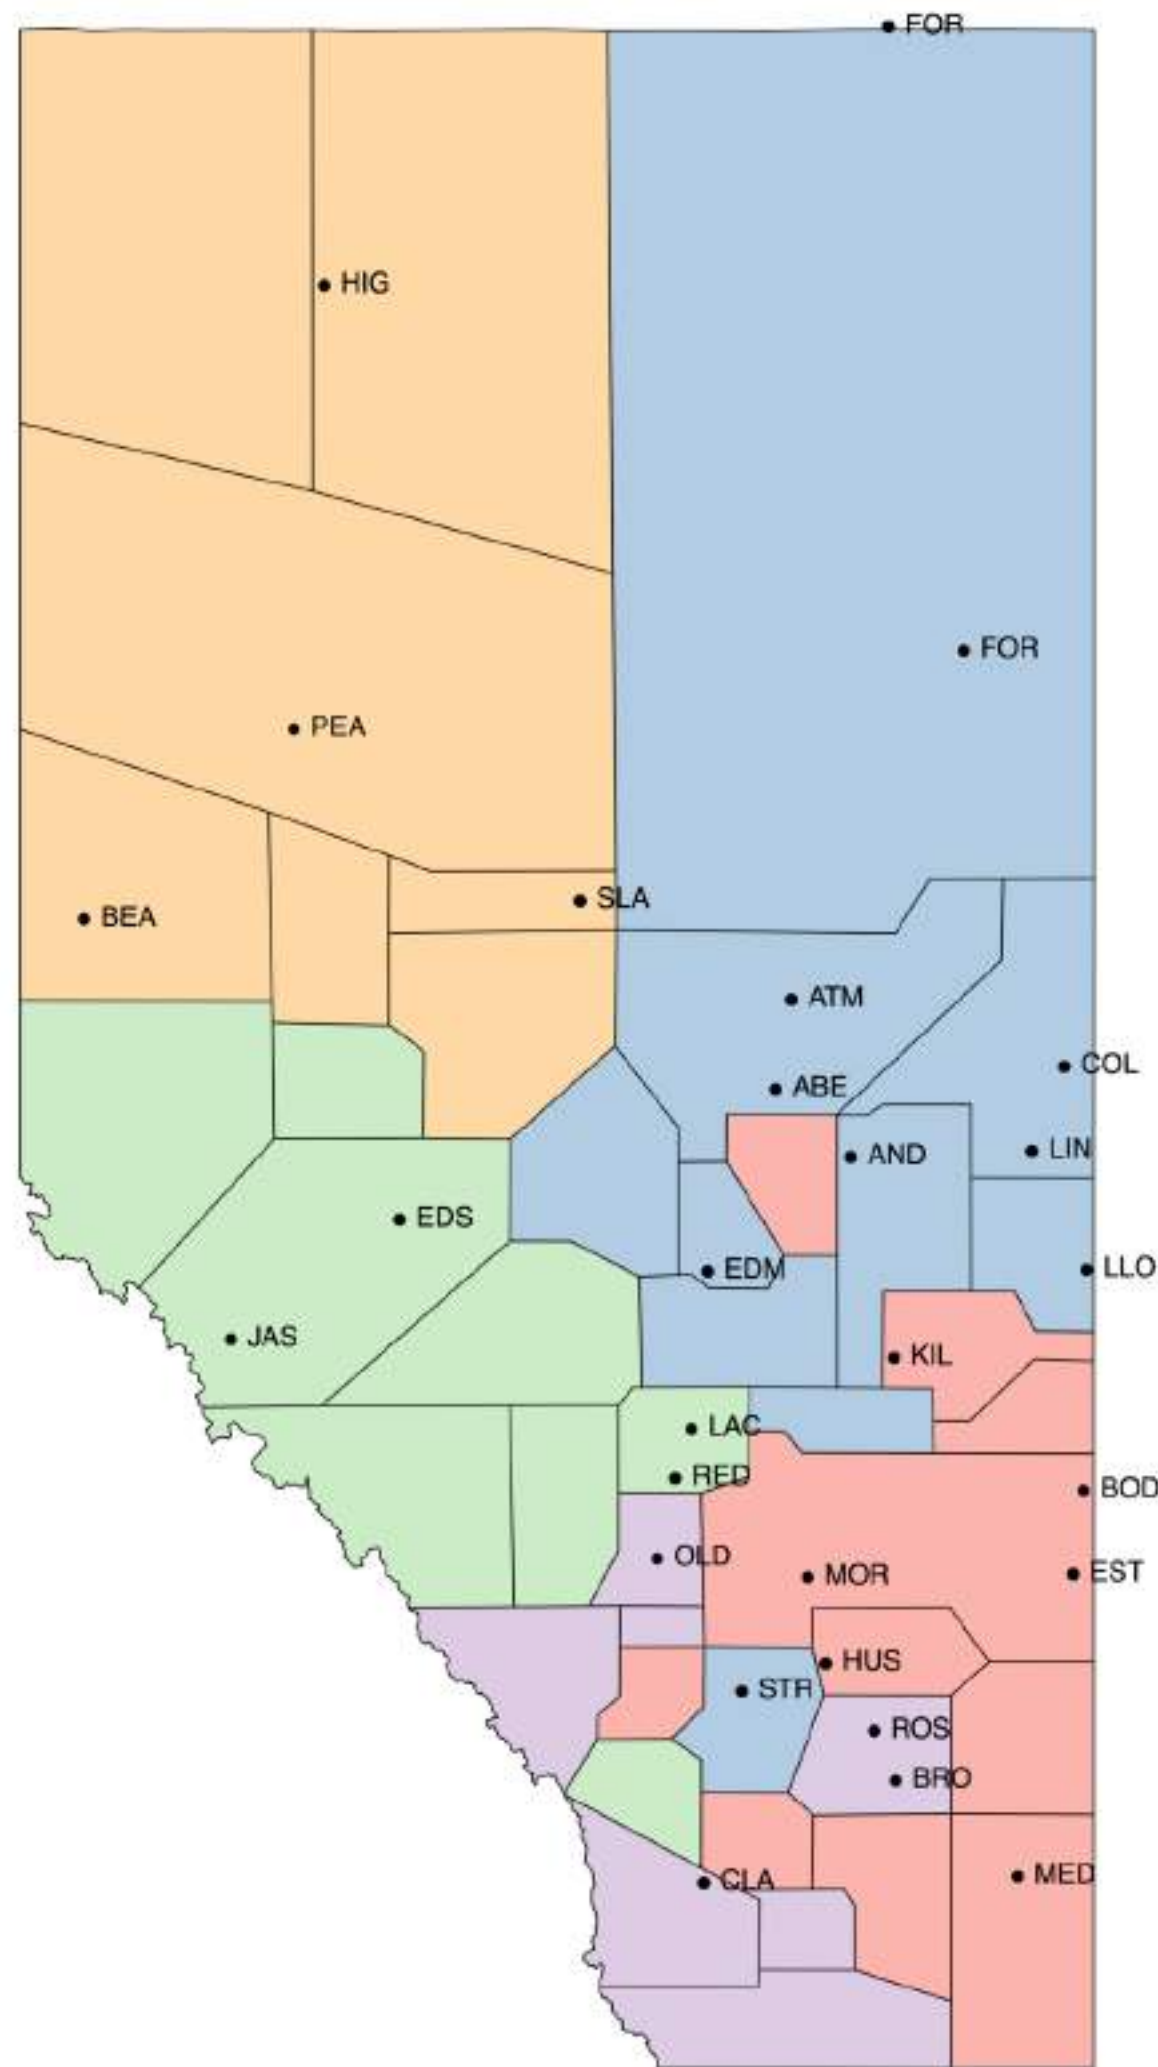 FOR
HIG
FOR
PEA
SLA
BEA
ATM
COL
ABE
LIN
AND
EDS
LLO
EDM
JAS
KIL
LAC
RED
BOD
OLD
EST
MOR
HUS
STR
ROS
BRO
MED
CLA